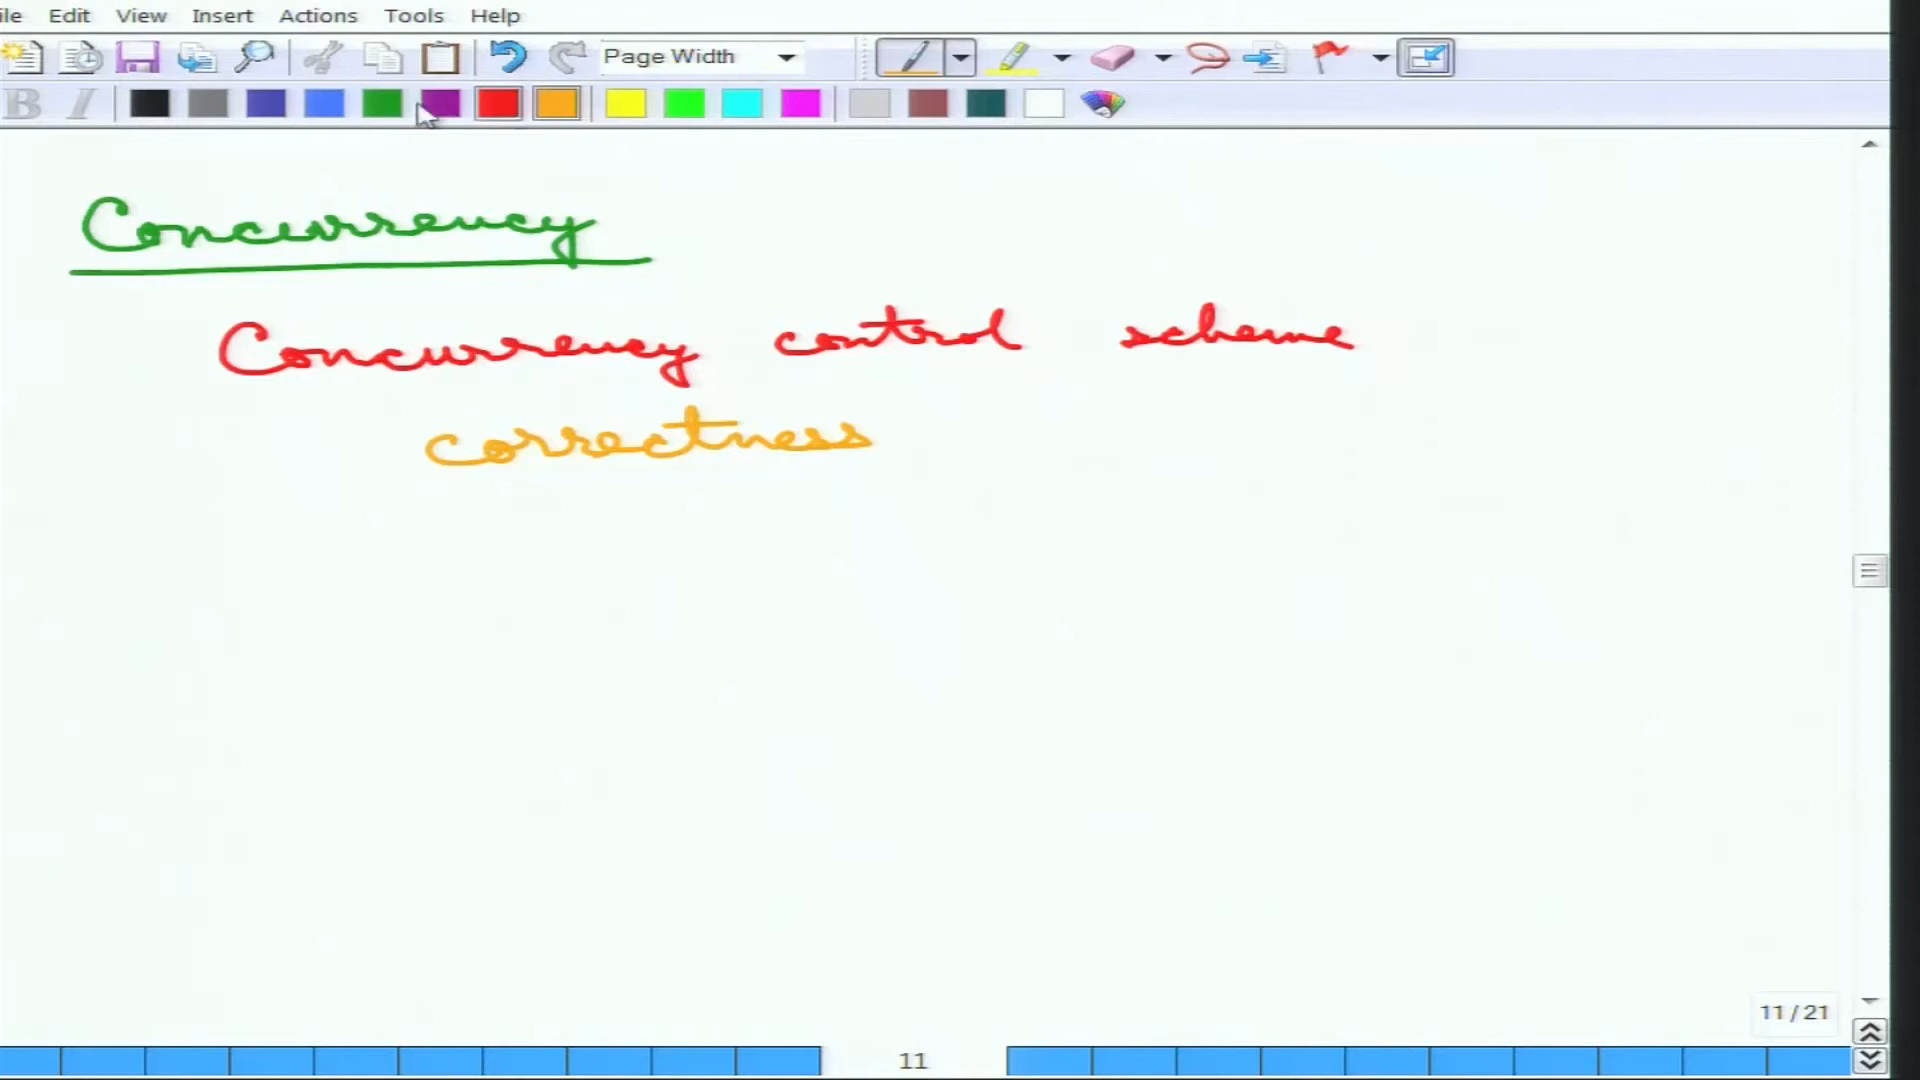 ile Edit View Insert Actions Tools Help
Page Width
B I
Concurrency
Concurrency control scheme
correctness
11 / 21
11